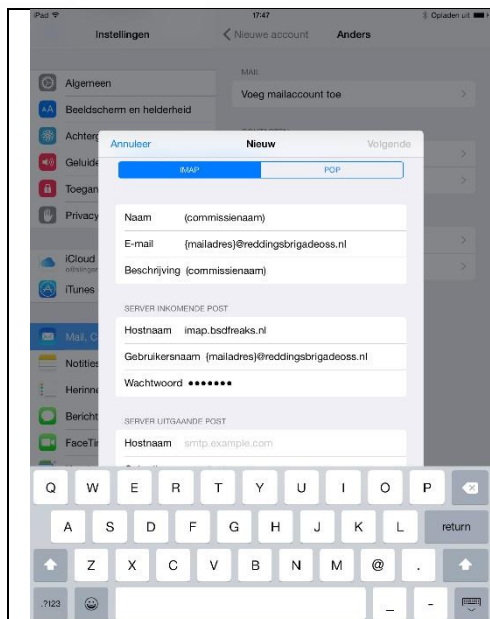 iPad 17:47 Opladen uit
Instellingen
Nieuwe account Anders
Algemeen
Beeldscherm en helderheid
Achterg
Geluide
Toegan
Privacy
iCloud
iTunes
Mail, C
Notities
Herinne
Bericht
FaceTi
MAIL
Voeg mailaccount toe
Annuleer Nieuw Volgende
IMAP POP
Naam (commissienaam)
E-mail {mailadres}@reddingsbrigadeoss.nl
Beschrijving (commissienaam)
SERVER INKOMENDE POST
Hostnaam imap.bsdfreaks.nl
Gebruikersnaam {mailadres}@reddingsbrigadeoss.nl
Wachtwoord •••••••
SERVER UITGAANDE POST
Hostnaam smtp.example.com
Q W E R T Y U I O P
A S D F G H J K L return
Z X C V B N M @ .
.?123 _ -